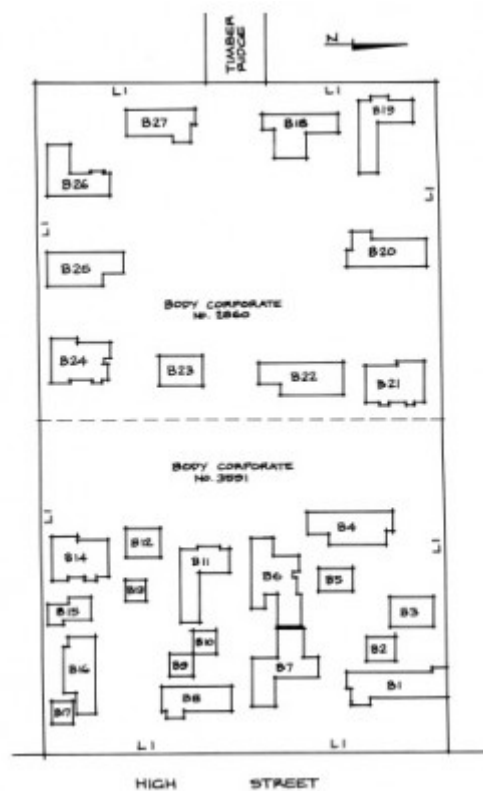 TIMBER
RIDGE
N
L1
L1
B27
B18
B19
B26
L1
L1
B25
B20
BODY CORPORATE
No. 2860
B24
B23
B22
B21
BODY CORPORATE
No. 3551
L1
L1
B4
B14
B12
B11
B6
B5
B13
B15
B3
B10
B2
B16
B9
B7
B1
B8
B17
L1
L1
HIGH STREET